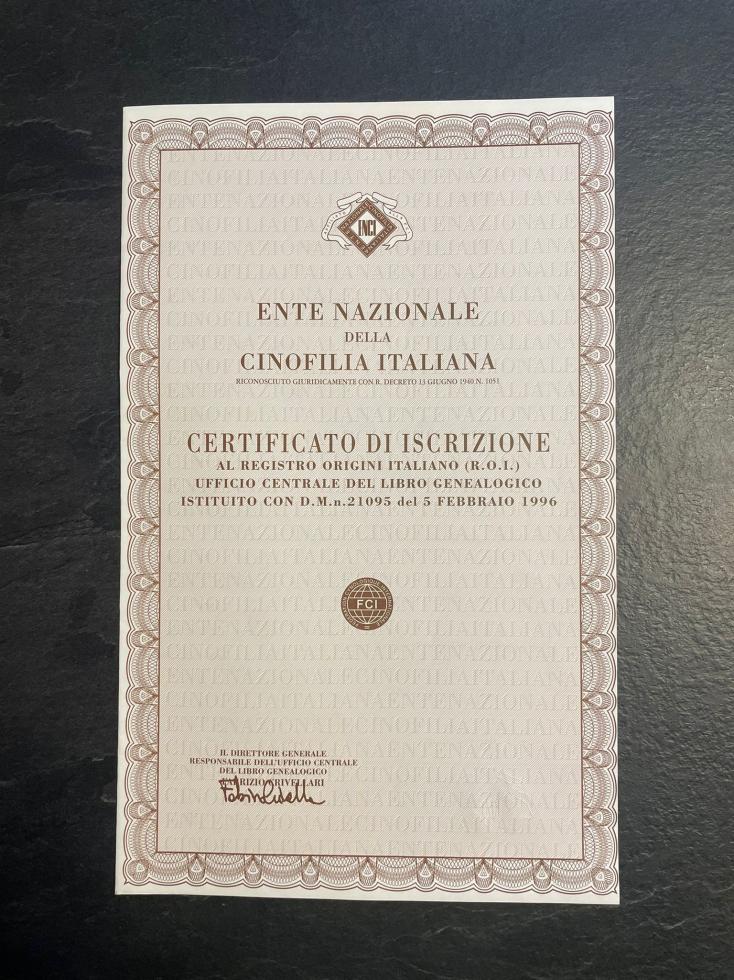 ENCI
ENTE NAZIONALE
DELLA
CINOFILIA ITALIANA
RICONOSCIUTO GIURIDICAMENTE CON R. DECRETO 13 GIUGNO 1940 N. 1051
CERTIFICATO DI ISCRIZIONE
AL REGISTRO ORIGINI ITALIANO (R.O.I.)
UFFICIO CENTRALE DEL LIBRO GENEALOGICO
ISTITUITO CON D.M.n.21095 del 5 FEBBRAIO 1996
FCI
IL DIRETTORE GENERALE
RESPONSABILE DELL'UFFICIO CENTRALE
DEL LIBRO GENEALOGICO
CRIVELLARI